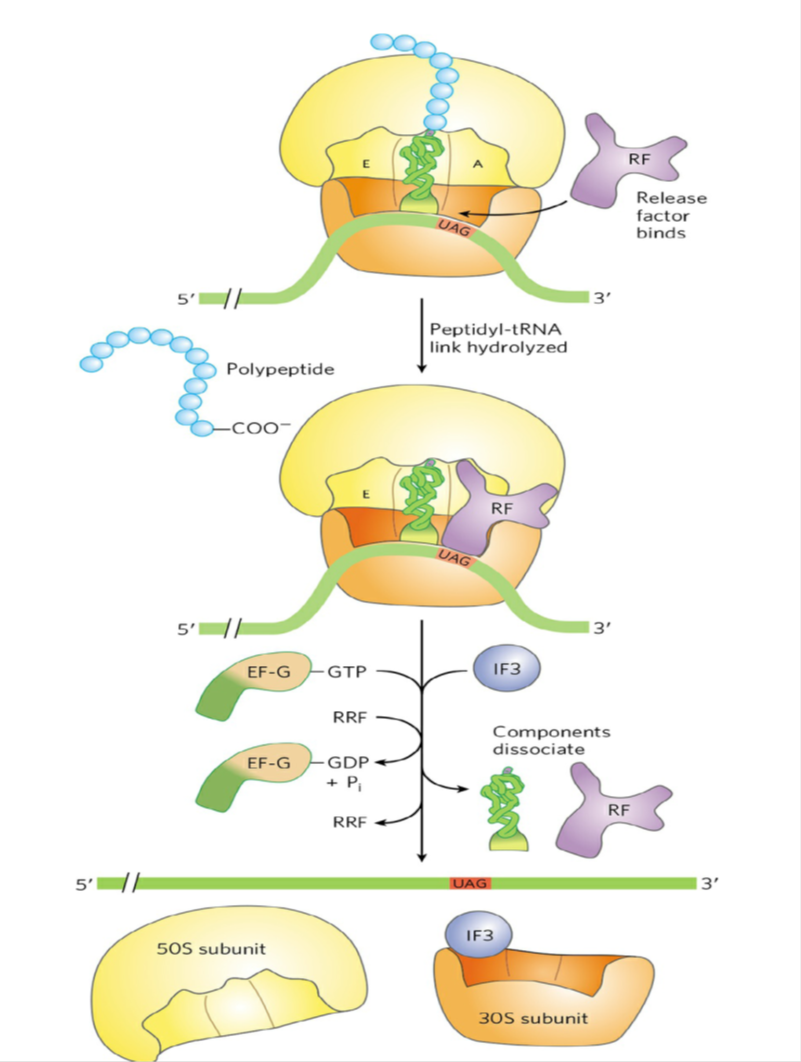 E
A
RF
Release
factor
binds
UAG
5′
3′
Peptidyl-tRNA
link hydrolyzed
Polypeptide
COO⁻
E
RF
UAG
5′
3′
EF-G
GTP
IF3
RRF
Components
dissociate
EF-G
GDP
+ Pᵢ
RF
RRF
5′
UAG
3′
50S subunit
IF3
30S subunit